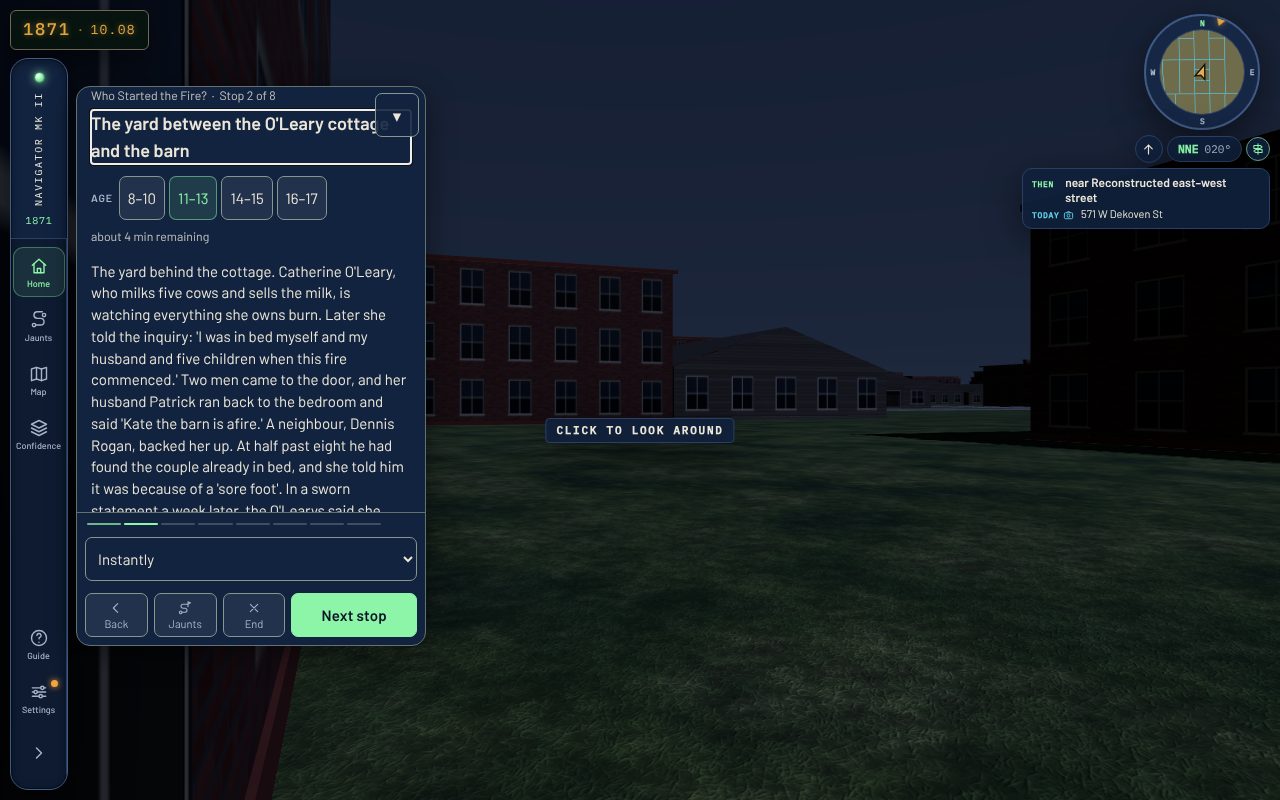 1871 · 10.08
NAVIGATOR MK II
1871
Home
Jaunts
Map
Confidence
Guide
Settings
Who Started the Fire? · Stop 2 of 8
The yard between the O'Leary cottage
and the barn
▼
AGE 8–10 11–13 14–15 16–17
about 4 min remaining
The yard behind the cottage. Catherine O'Leary,
who milks five cows and sells the milk, is
watching everything she owns burn. Later she
told the inquiry: 'I was in bed myself and my
husband and five children when this fire
commenced.' Two men came to the door, and her
husband Patrick ran back to the bedroom and
said 'Kate the barn is afire.' A neighbour, Dennis
Rogan, backed her up. At half past eight he had
found the couple already in bed, and she told him
it was because of a 'sore foot'. In a sworn
statement a week later, the O'Learys said she
Instantly
Back
Jaunts
End
Next stop
CLICK TO LOOK AROUND
N
W
E
S
NNE 020°
THEN near Reconstructed east-west
street
TODAY 571 W Dekoven St